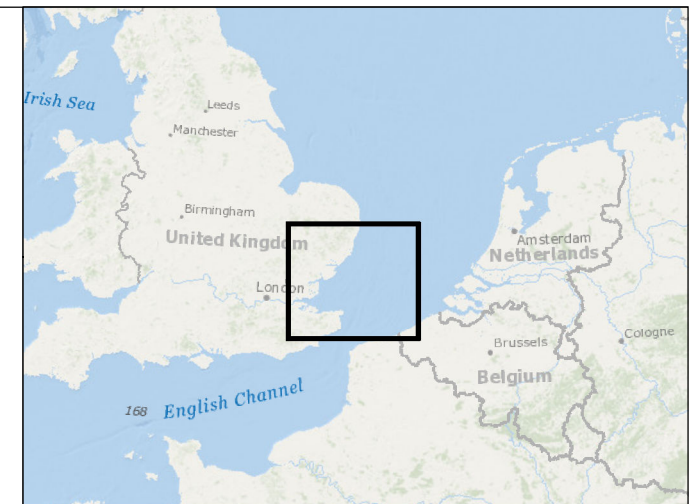 Irish Sea
Leeds
Manchester
Birmingham
United Kingdom
London
Amsterdam
Netherlands
Cologne
Brussels
Belgium
168
English Channel